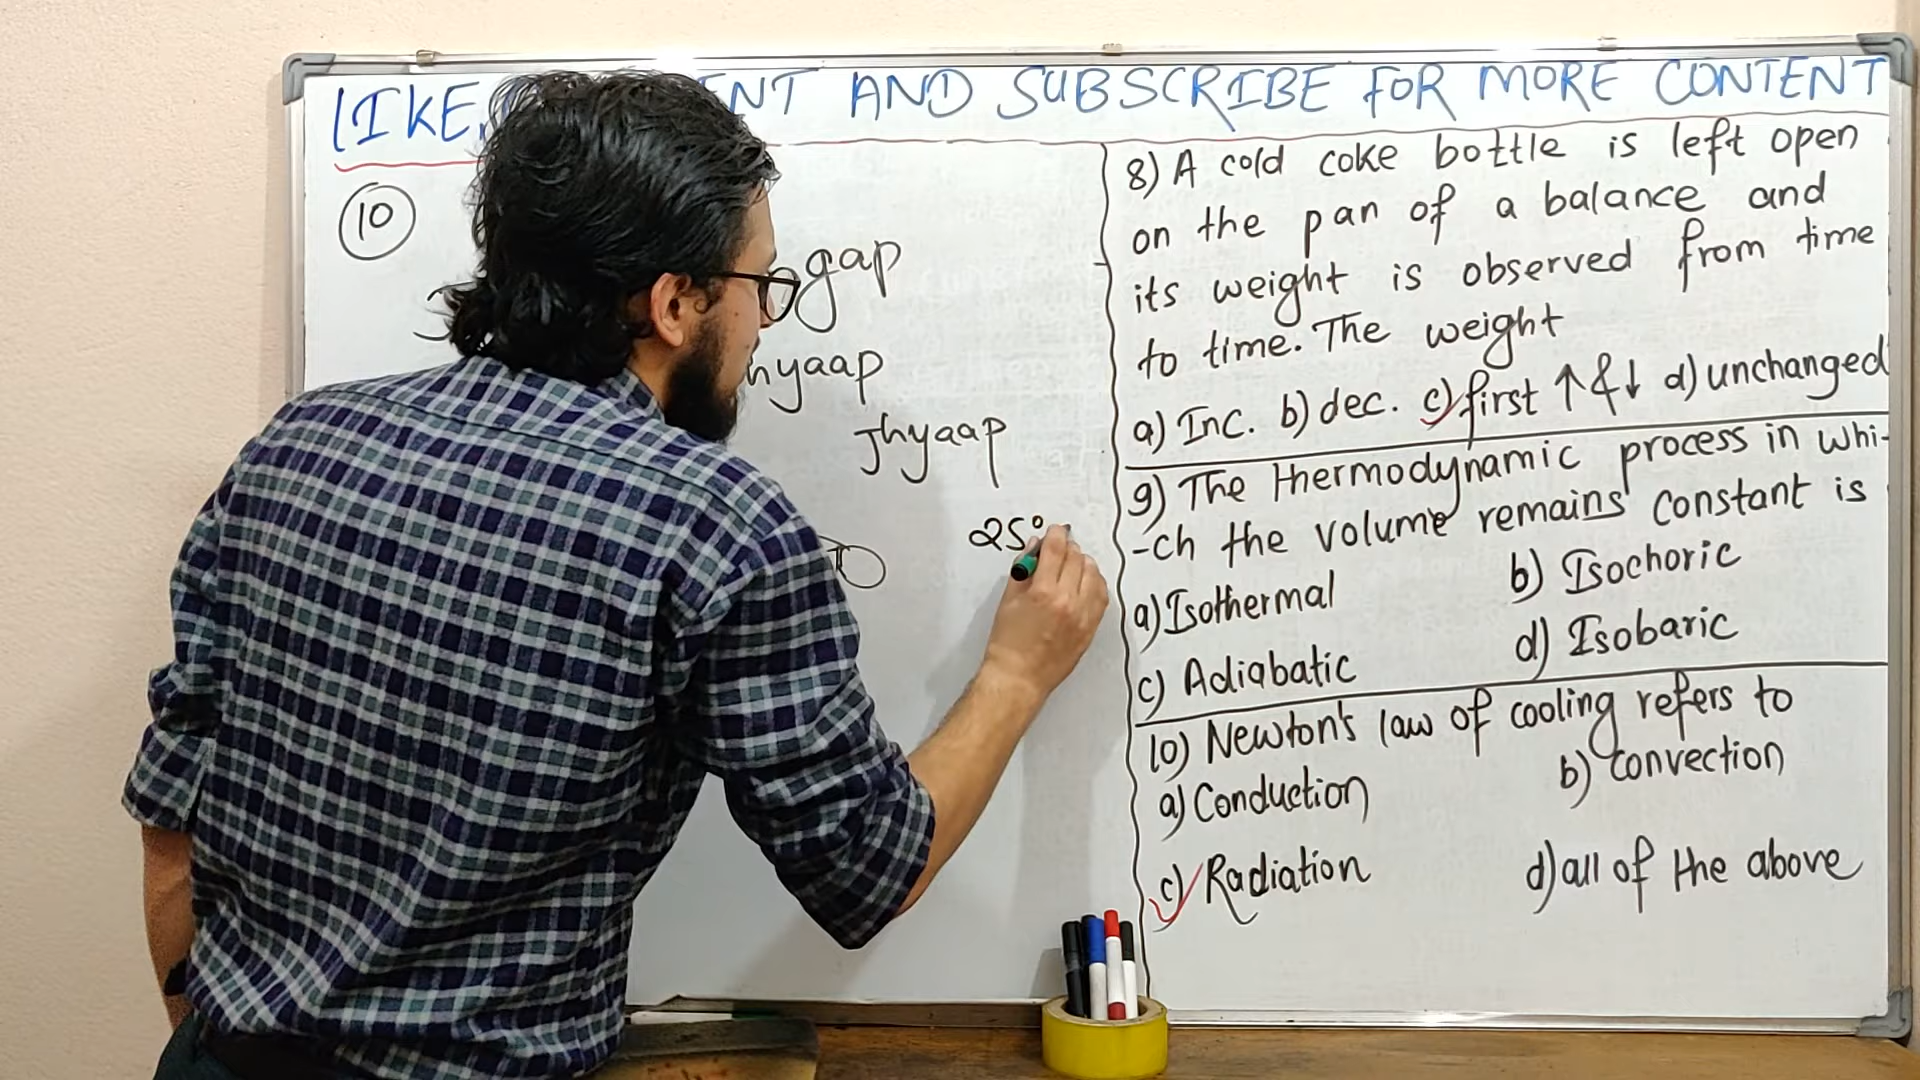 LIKE, AND SUBSCRIBE FOR MORE CONTENT
10
gap
jhyaap
25°
8) A cold coke bottle is left open
on the pan of a balance and
its weight is observed from time
to time. The weight
a) Inc. b) dec. c) first ↑ & ↓ d) unchanged
9) The thermodynamic process in whi-
-ch the volume remains constant is
a) Isothermal b) Isochoric
c) Adiabatic d) Isobaric
10) Newton's law of cooling refers to
a) Conduction b) convection
c) Radiation d) all of the above